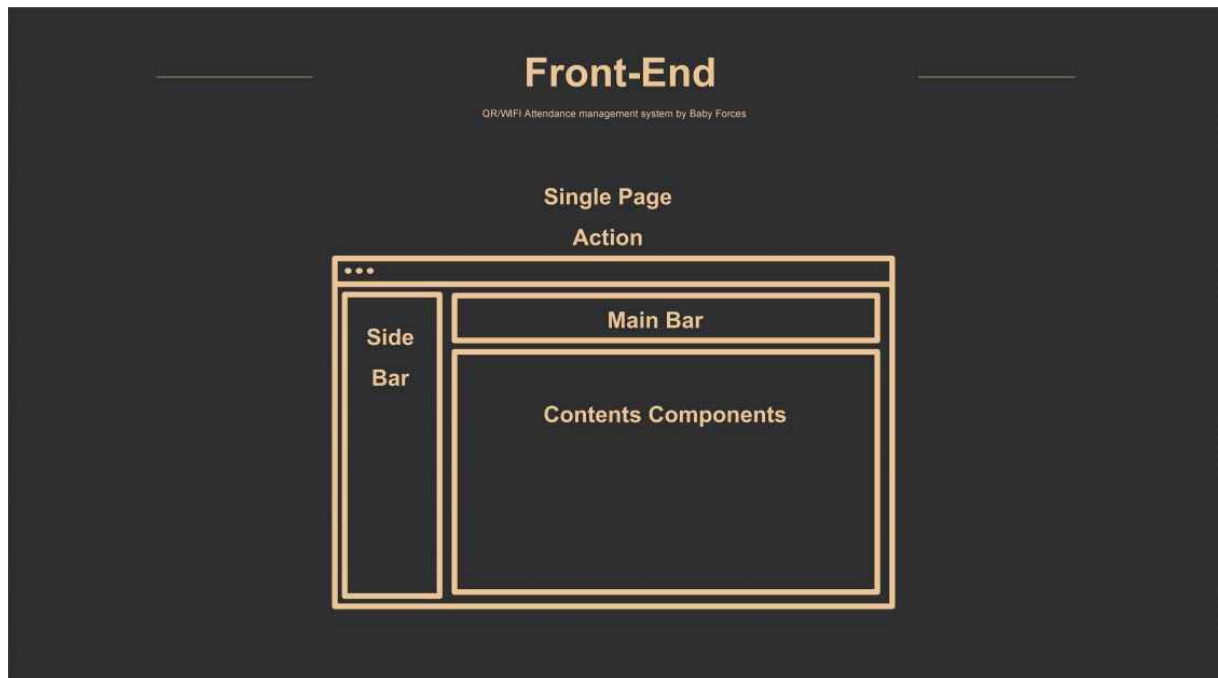 Front-End
QR/WIFI Attendance management system by Baby Forces
Single Page
Action
Side
Bar
Main Bar
Contents Components